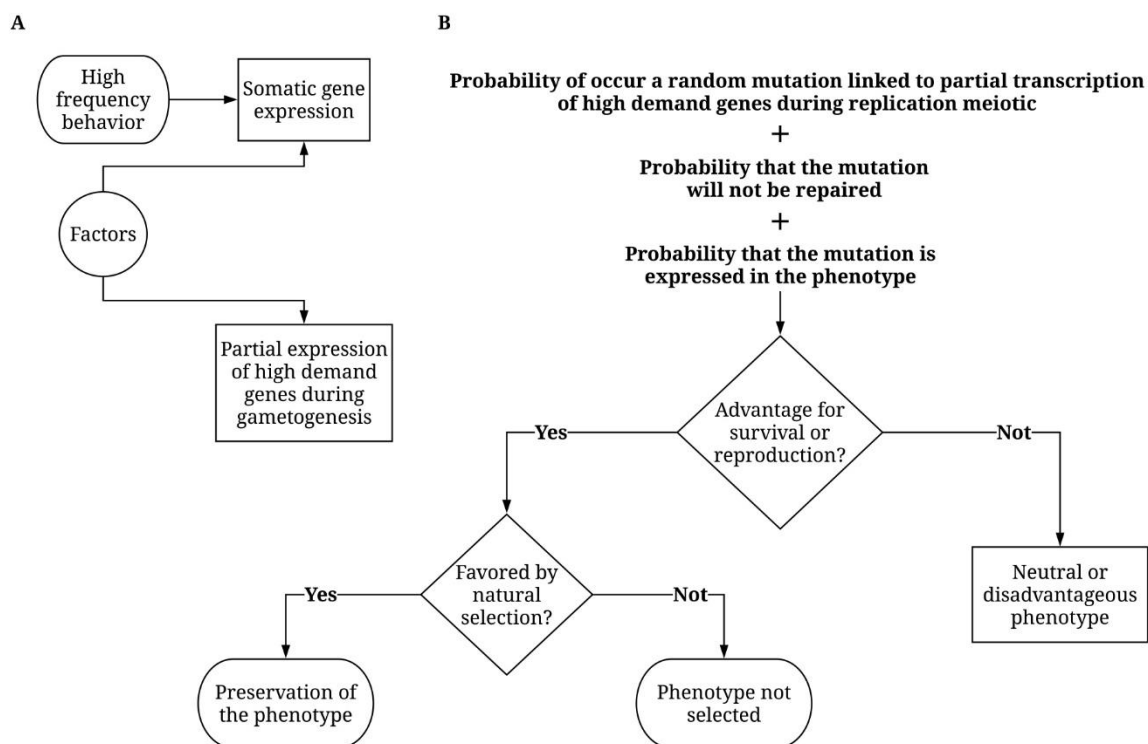 A
High
frequency
behavior
Somatic gene
expression
Factors
Partial expression
of high demand
genes during
gametogenesis
B
Probability of occur a random mutation linked to partial transcription
of high demand genes during replication meiotic
+
Probability that the mutation
will not be repaired
+
Probability that the mutation is
expressed in the phenotype
Advantage for
survival or
reproduction?
Yes
Not
Favored by
natural
selection?
Yes
Not
Neutral or
disadvantageous
phenotype
Preservation of
the phenotype
Phenotype not
selected